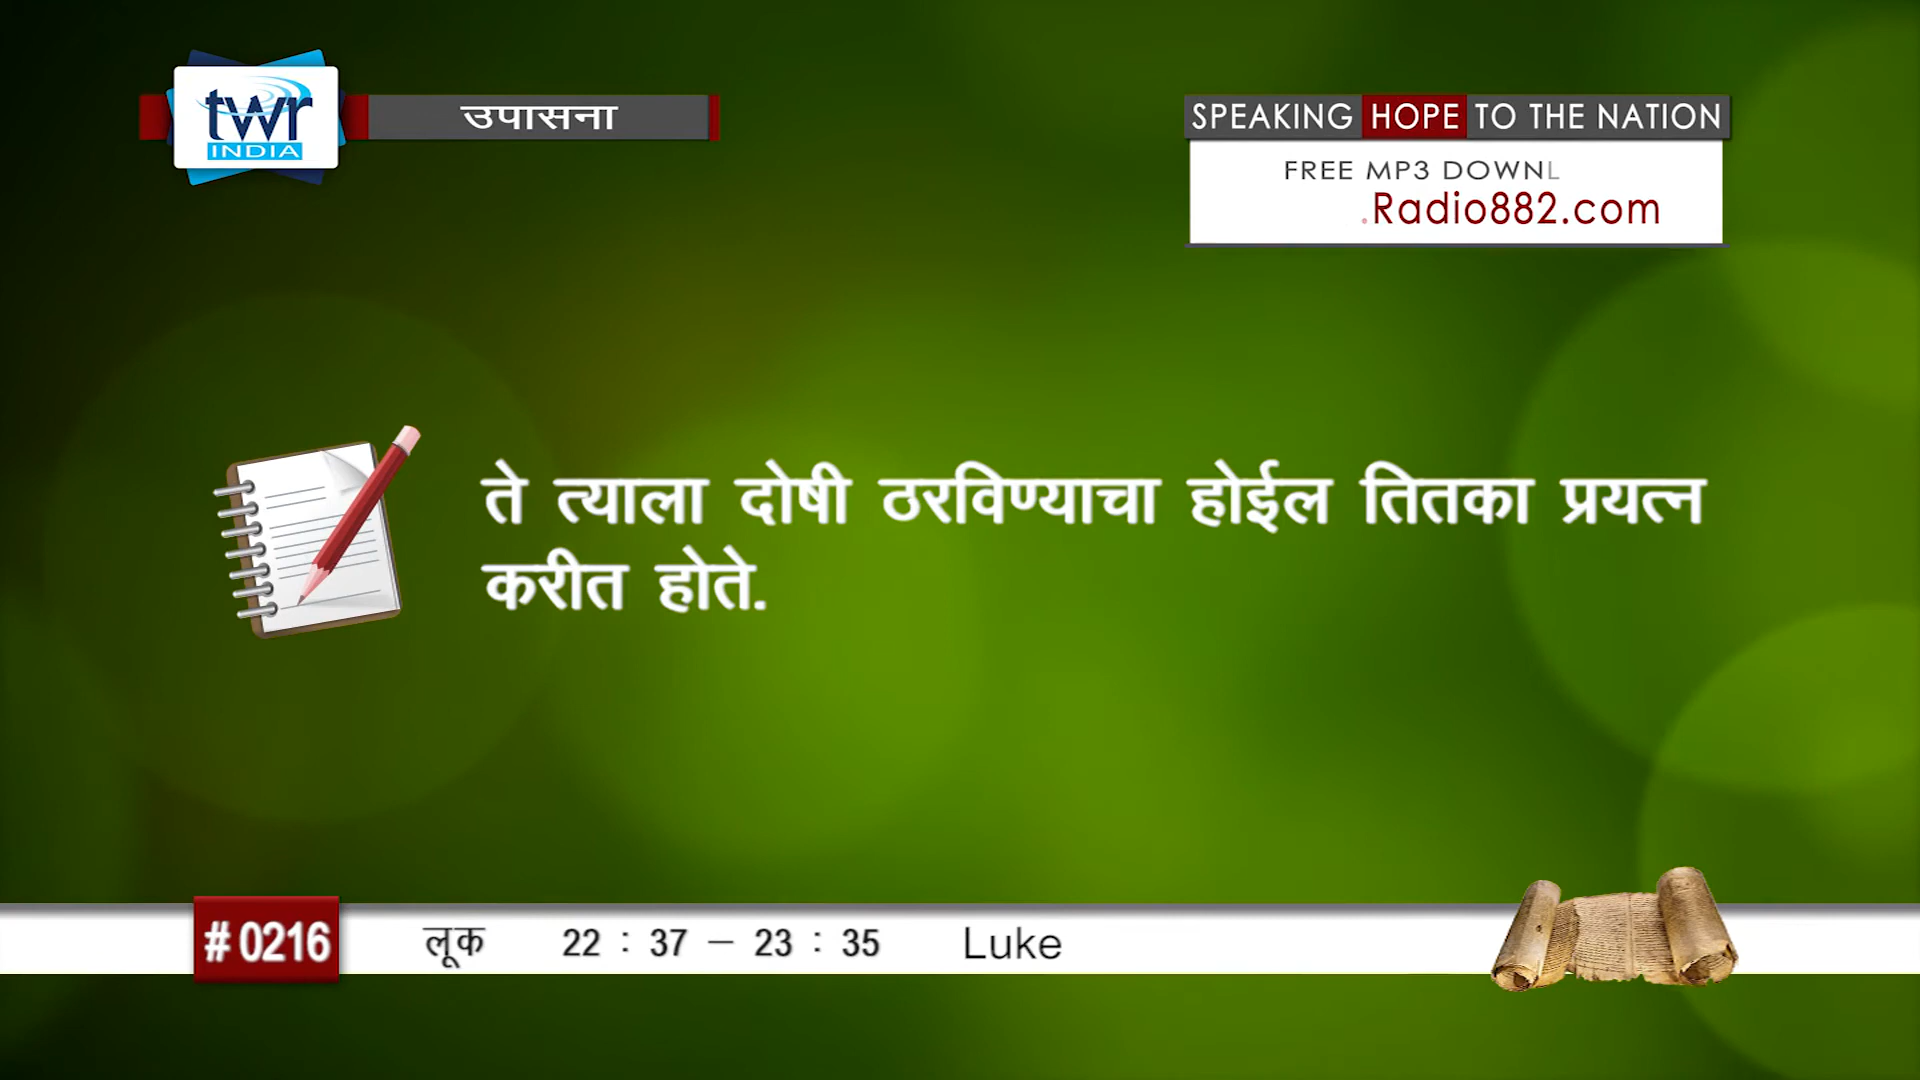 twr
INDIA
उपासना
SPEAKING HOPE TO THE NATION
FREE MP3 DOWNL
.Radio882.com
ते त्याला दोषी ठरविण्याचा होईल तितका प्रयत्न
करीत होते.
#0216 लूक 22 : 37 – 23 : 35 Luke